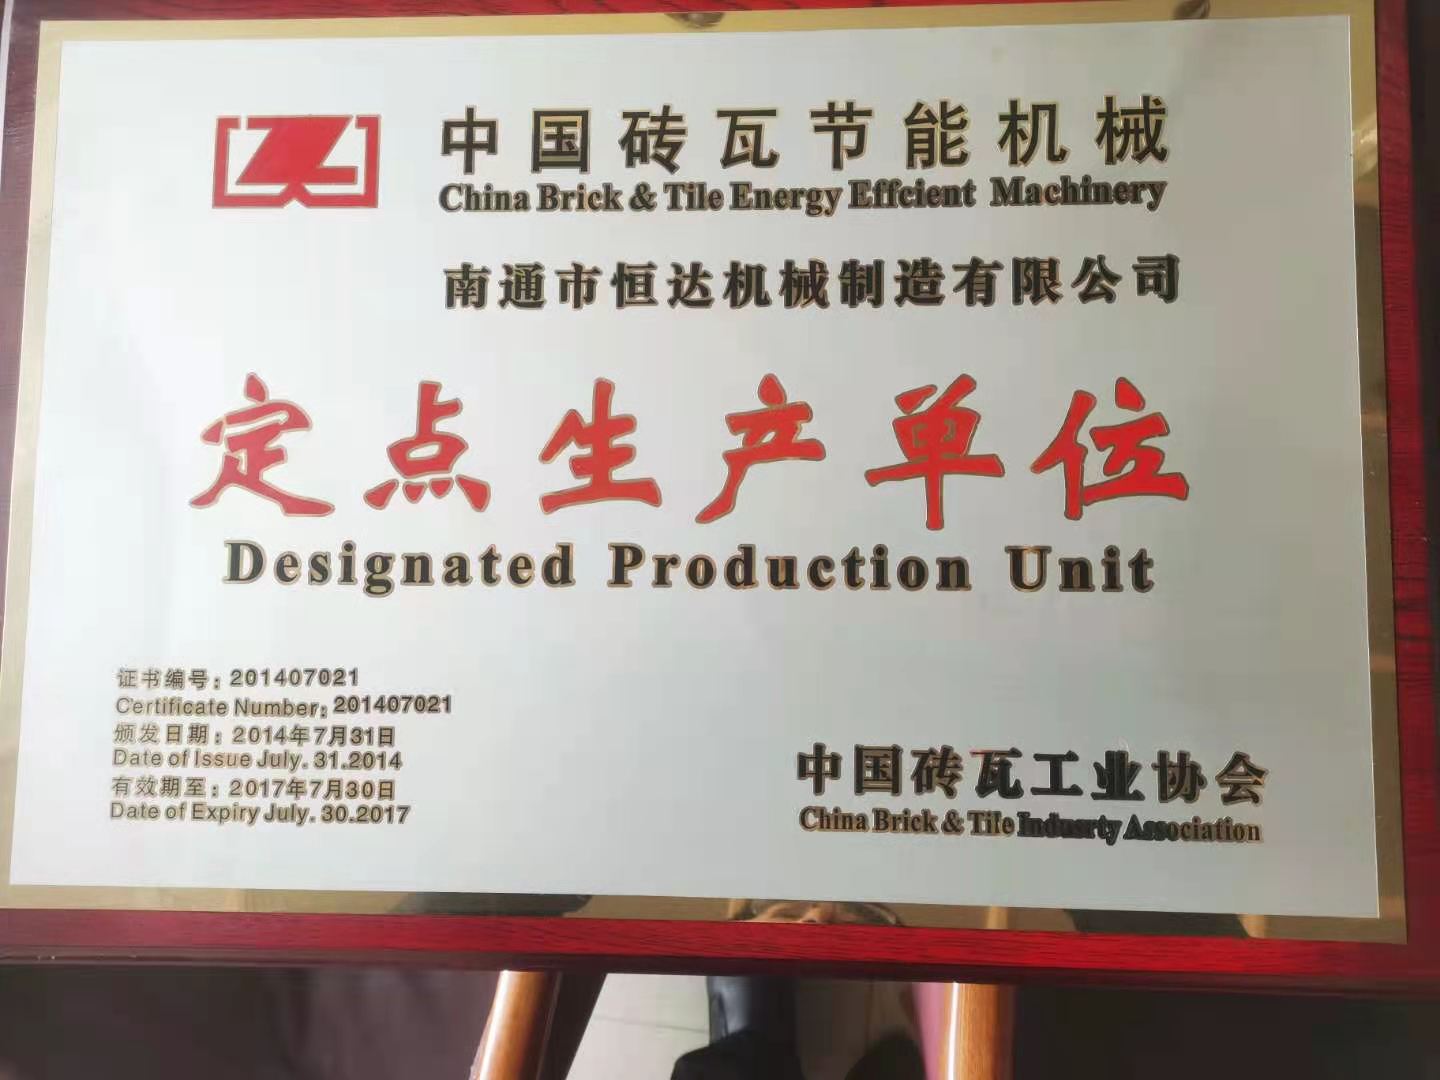 中国砖瓦节能机械
China Brick & Tile Energy Effcient Machinery
南通市恒达机械制造有限公司
定点生产单位
Designated Production Unit
证书编号：201407021
Certificate Number：201407021
颁发日期：2014年7月31日
Date of Issue July. 31.2014
有效期至：2017年7月30日
Date of Expiry July. 30.2017
中国砖瓦工业协会
China Brick & Tile Indusrty Association